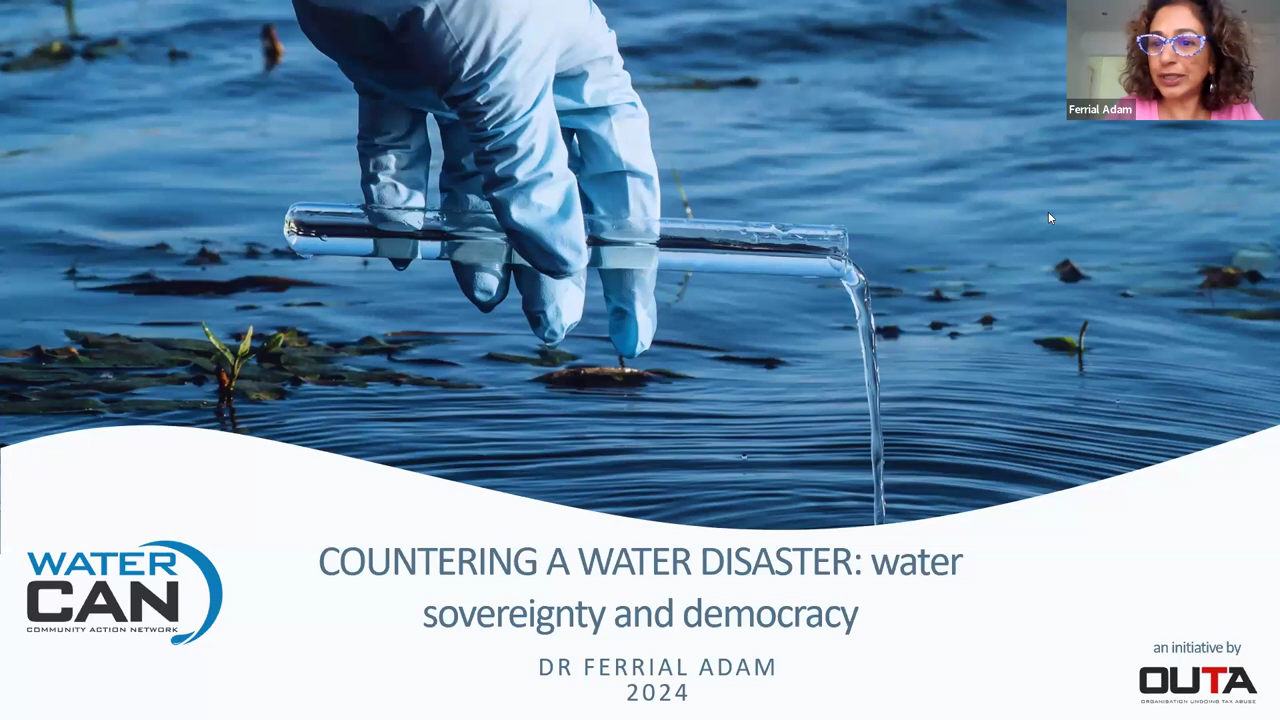 Ferrial Adam
WATER
CAN
COMMUNITY ACTION NETWORK
COUNTERING A WATER DISASTER: water
sovereignty and democracy
DR FERRIAL ADAM
2024
an initiative by
OUTA
ORGANISATION UNDOING TAX ABUSE